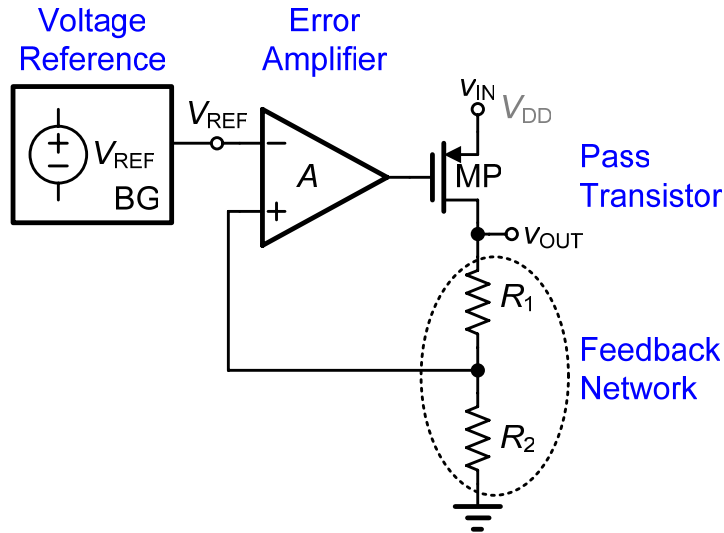 Voltage
Reference
Error
Amplifier
VREF
VREF
BG
A
vIN
VDD
MP
Pass
Transistor
vOUT
R1
Feedback
Network
R2